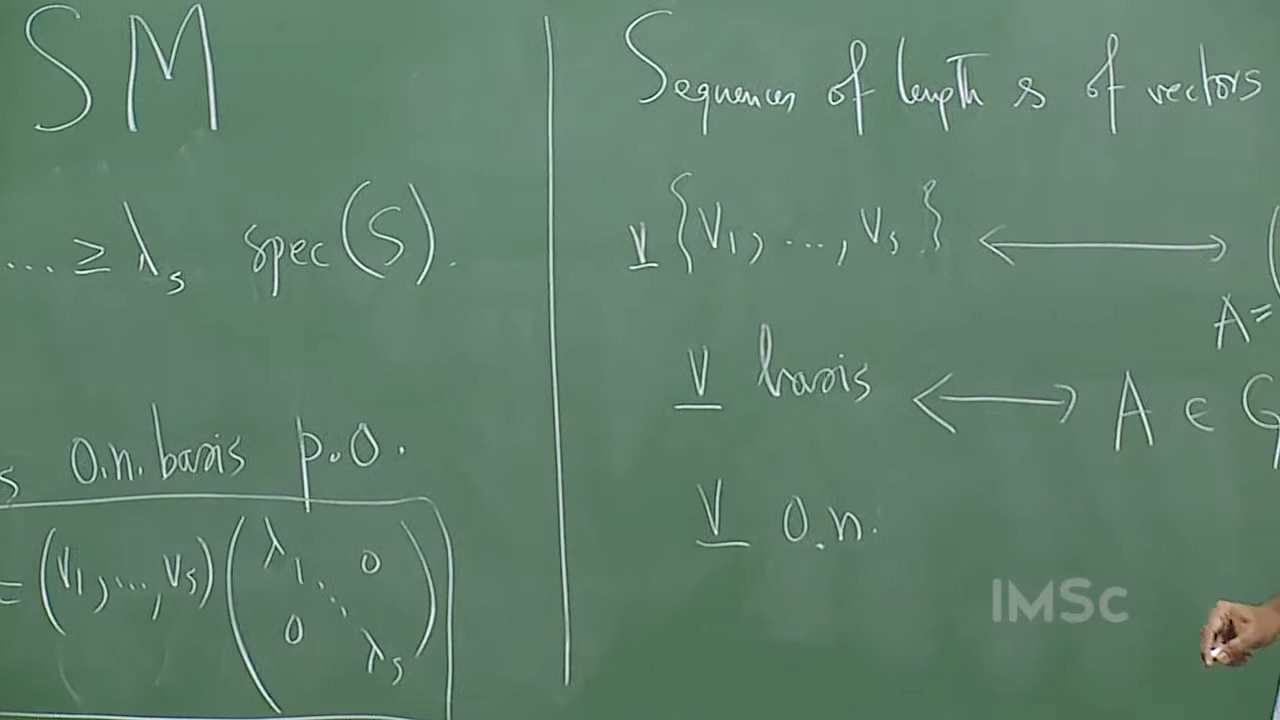 SM
... ≥ λ_s spec(S).
s o.n. basis p.o.
= (v_1, ..., v_s) (λ_1 0
⋱
0 λ_s)
Sequences of length s of vectors
v {v_1, ..., v_s} ⟷ (
A =
v basis ⟷ A ∈ G
v o.n.
IMSc